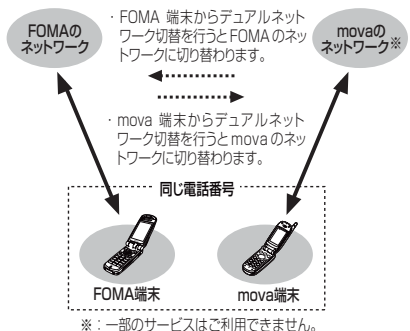 FOMAの
ネットワーク
・FOMA 端末からデュアルネット
ワーク切替を行うとFOMAのネッ
トワークに切り替わります。
movaの
ネットワーク※
・mova 端末からデュアルネット
ワーク切替を行うとmovaのネッ
トワークに切り替わります。
同じ電話番号
FOMA端末
mova端末
※：一部のサービスはご利用できません。